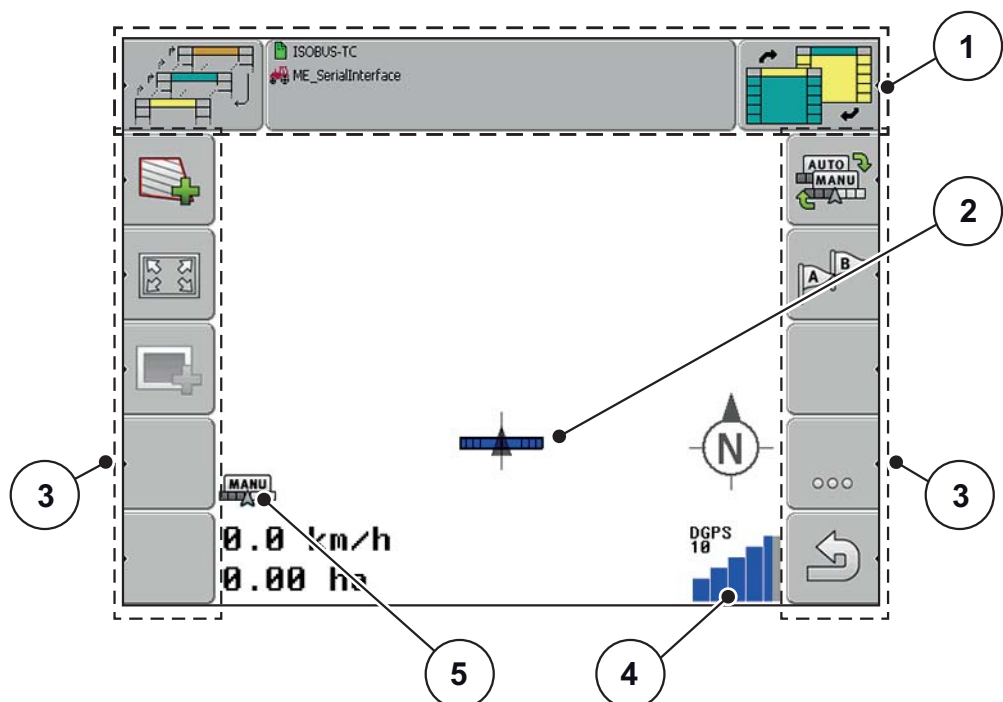 1
ISOBUS-TC
ME_SerialInterface
AUTO
MANU
2
A B
N
3
3
MANU
0.0 km/h
0.00 ha
DGPS
10
5
4